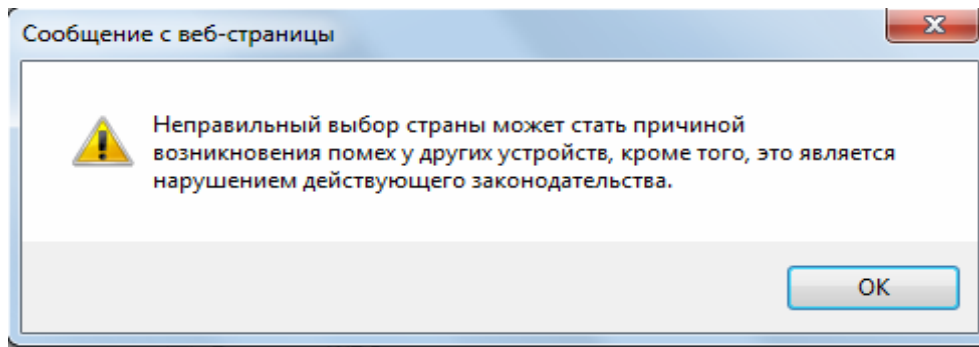 Сообщение с веб-страницы
Неправильный выбор страны может стать причиной
возникновения помех у других устройств, кроме того, это является
нарушением действующего законодательства.
OK